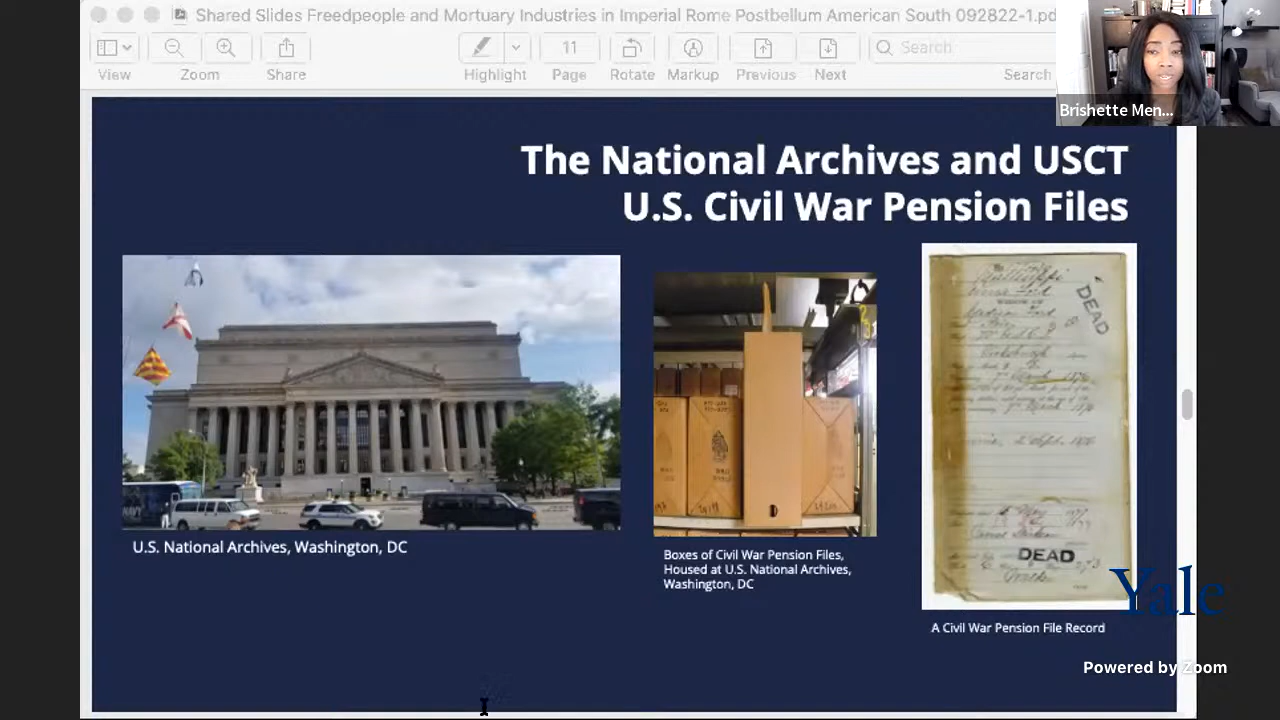 Shared Slides Freedpeople and Mortuary Industries in Imperial Rome Postbellum American South 092822-1.pd
11
Search
View
Zoom
Share
Highlight
Page
Rotate
Markup
Previous
Next
Search
Brishette Men...
The National Archives and USCT
U.S. Civil War Pension Files
DEAD
DEAD
U.S. National Archives, Washington, DC
Boxes of Civil War Pension Files,
Housed at U.S. National Archives,
Washington, DC
A Civil War Pension File Record
Yale
Powered by Zoom